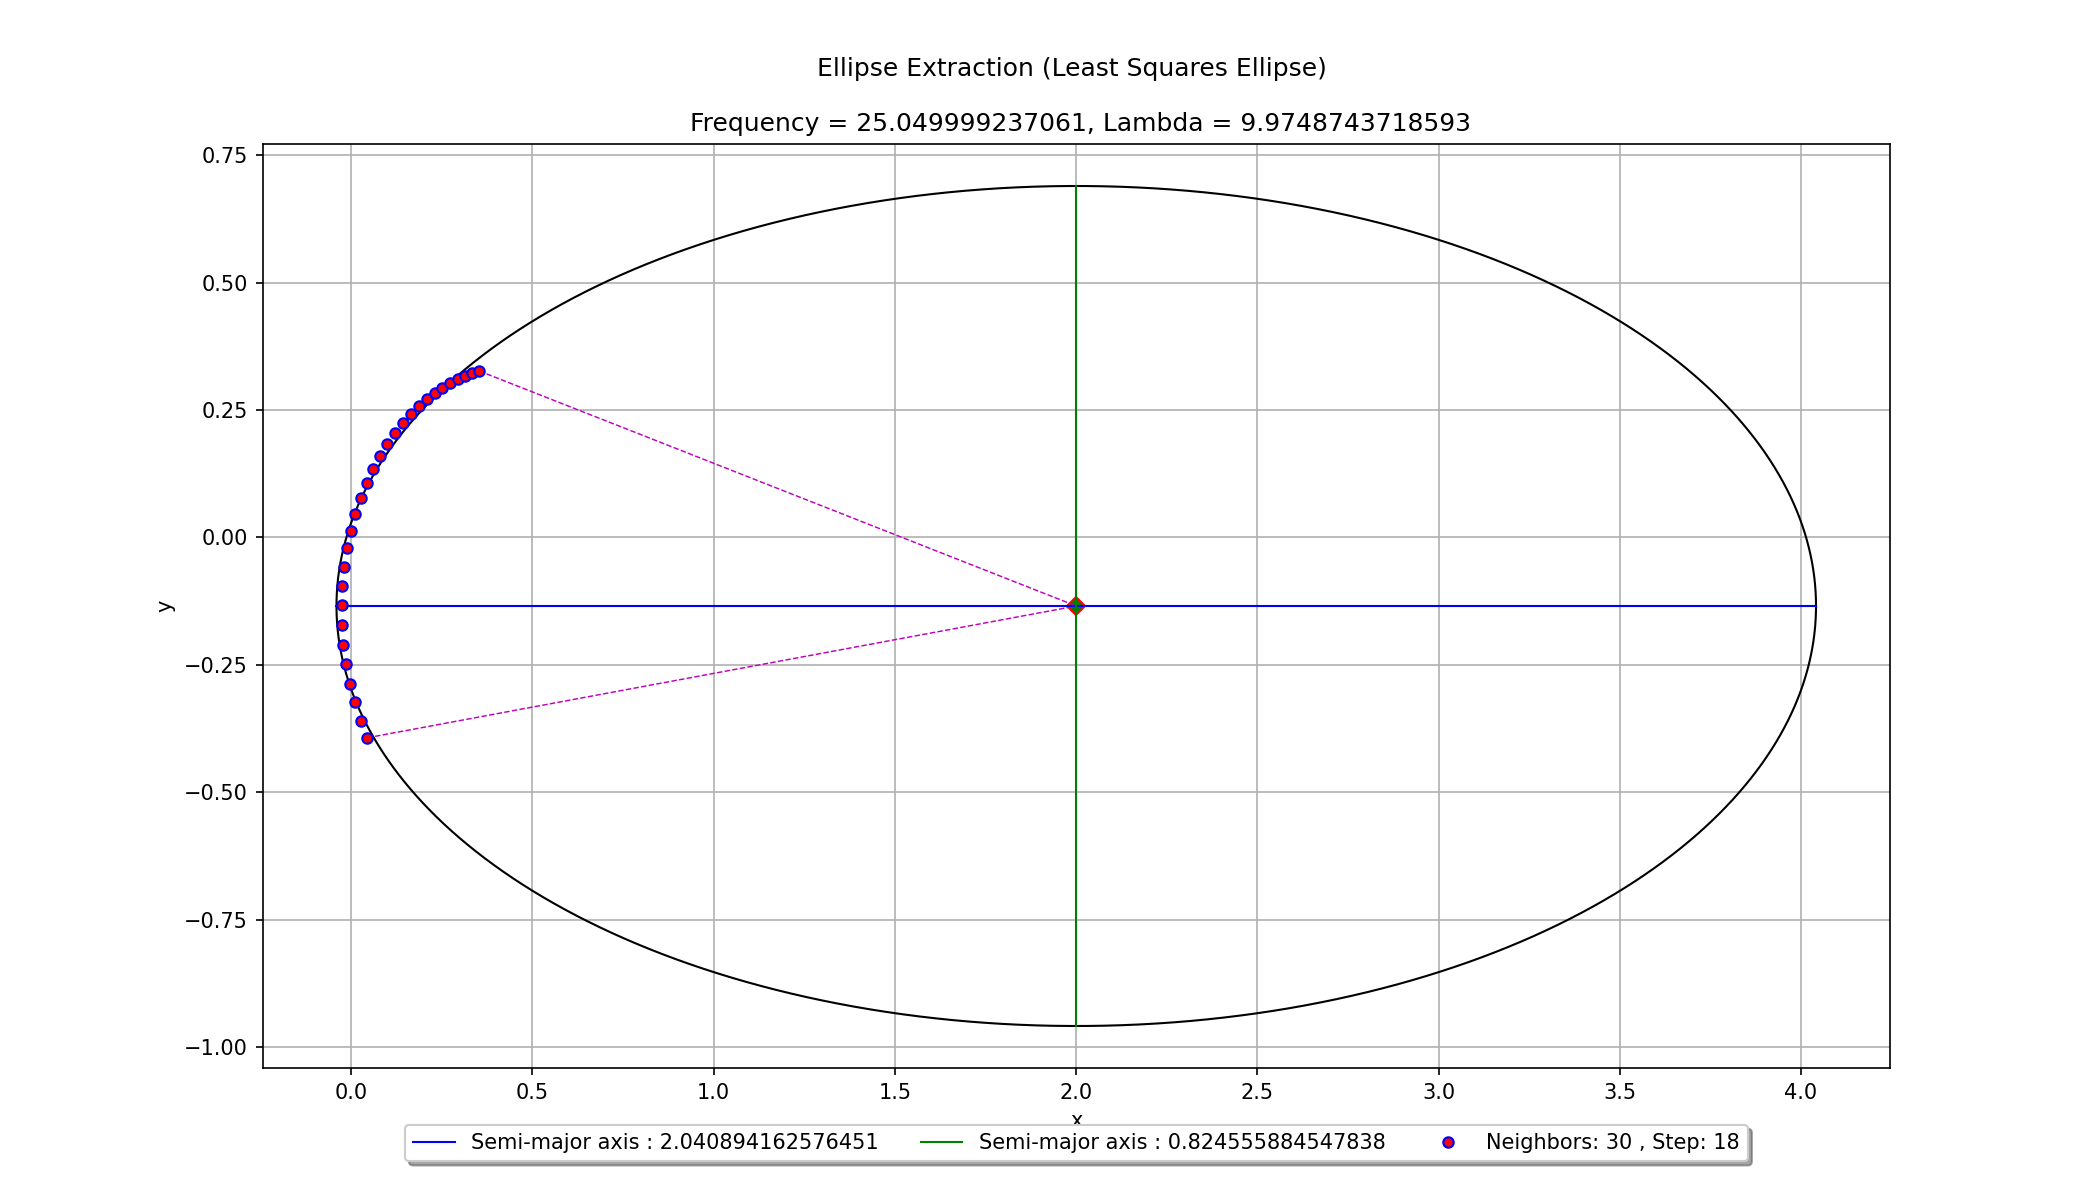 Ellipse Extraction (Least Squares Ellipse)
Frequency = 25.049999237061, Lambda = 9.9748743718593
0.75
0.50
0.25
0.00
−0.25
−0.50
−0.75
−1.00
y
0.0 0.5 1.0 1.5 2.0 2.5 3.0 3.5 4.0
x
Semi-major axis : 2.040894162576451 Semi-major axis : 0.824555884547838 Neighbors: 30 , Step: 18